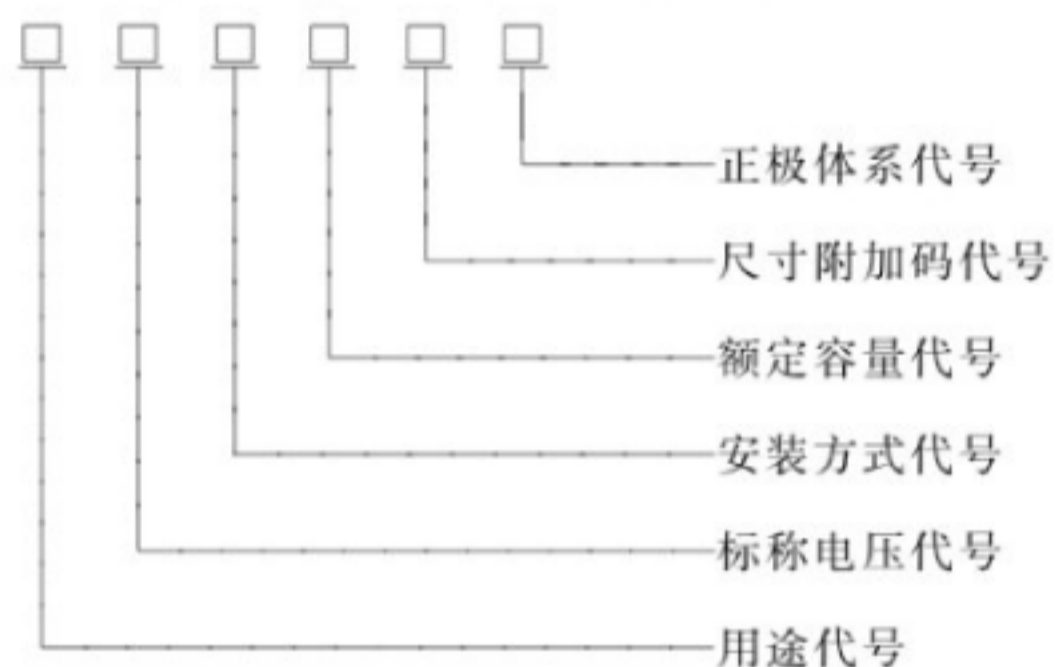 正极体系代号
尺寸附加码代号
额定容量代号
安装方式代号
标称电压代号
用途代号